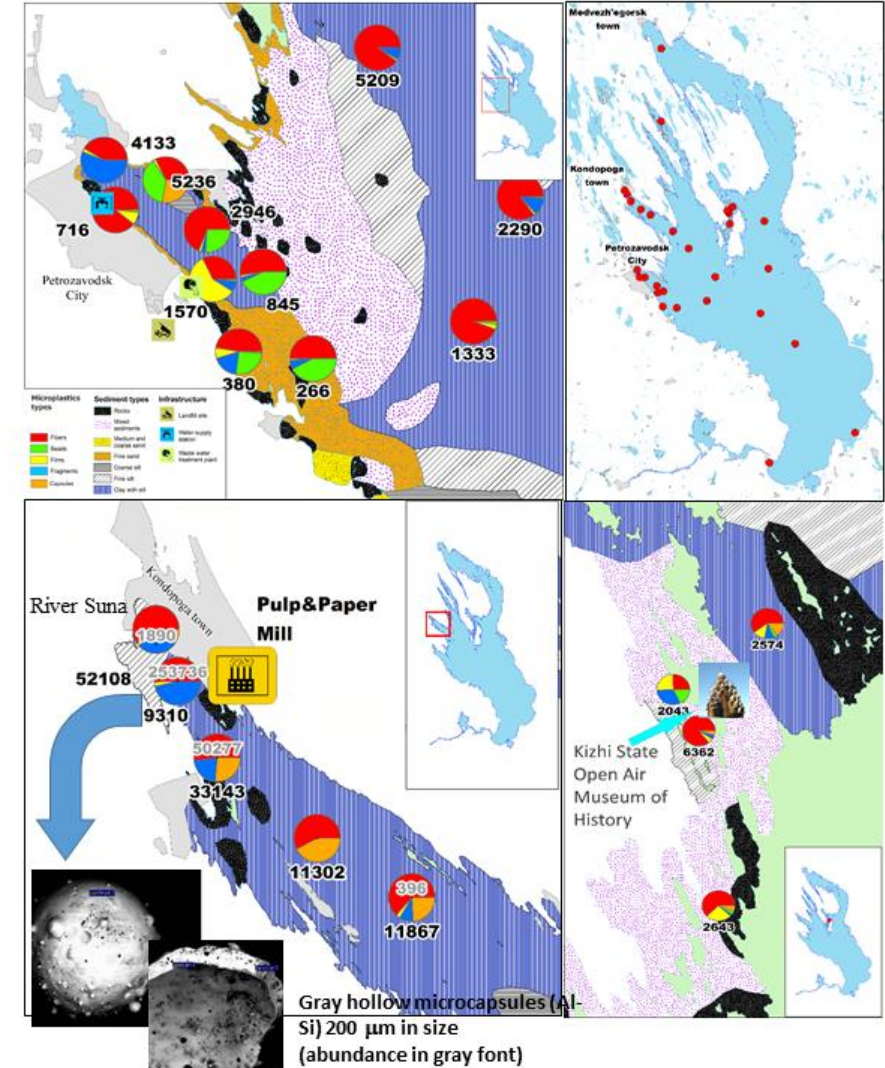 5209
4133
5236
2946
2290
716
Petrozavodsk
City
1570
845
1333
380
266
Microplastics
types
Fibers
Beads
Films
Fragments
Capsules
Sediment types
Rocks
Mixed
sediments
Medium and
coarse sand
Fine sand
Coarse silt
Fine silt
Clay with silt
Infrastructure
Landfill site
Water supply
station
Waste water
treatment plant
Medvezh'egorsk
town
Kondopoga
town
Petrozavodsk
City
River Suna
Kondopoga town
Pulp&Paper
Mill
1890
253736
52108
9310
50277
33143
11302
396
11867
Gray hollow microcapsules (Al-
Si) 200 μm in size
(abundance in gray font)
2574
2043
6362
Kizhi State
Open Air
Museum of
History
2643